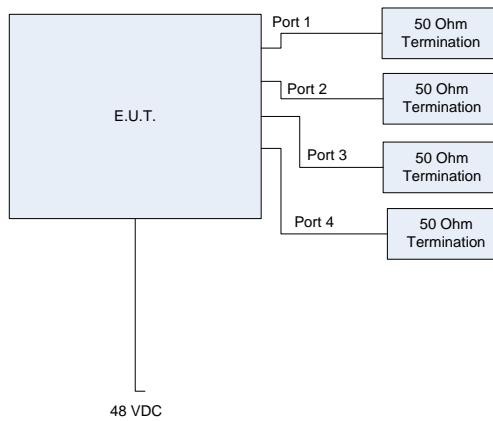 Port 1
50 Ohm
Termination
Port 2
50 Ohm
Termination
E.U.T.
Port 3
50 Ohm
Termination
Port 4
50 Ohm
Termination
48 VDC